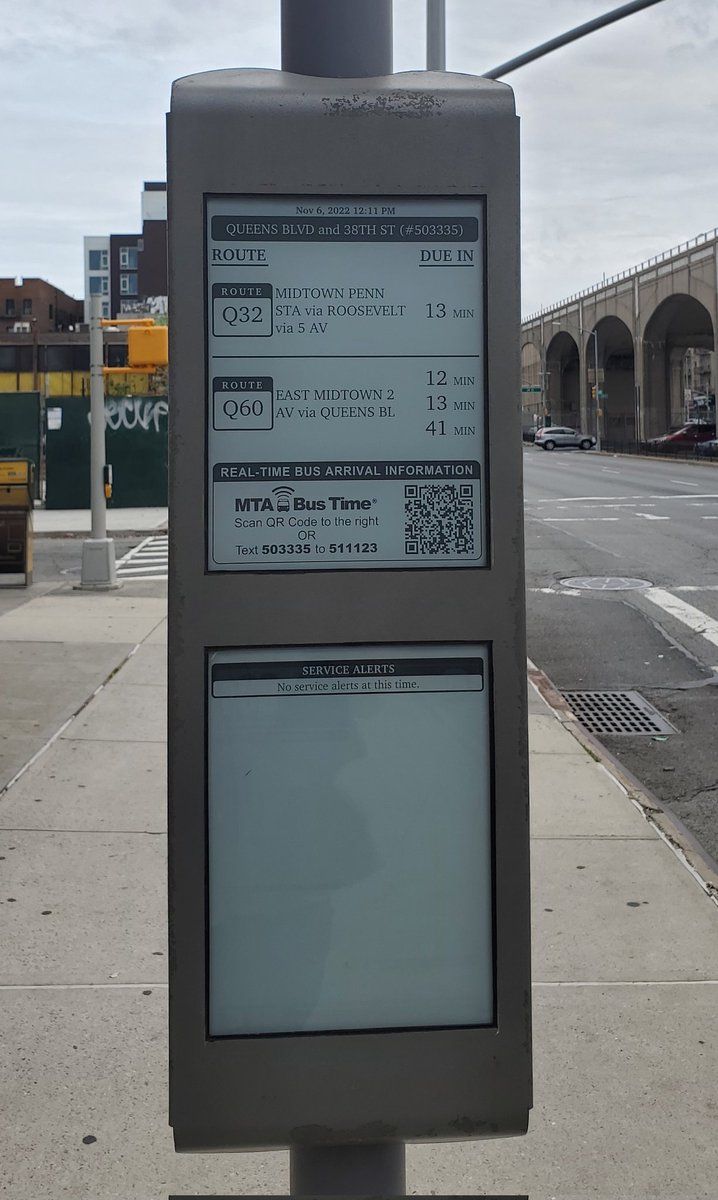 Nov 6, 2022 12:11 PM
QUEENS BLVD and 38TH ST (#503335)
ROUTE DUE IN
ROUTE
Q32
MIDTOWN PENN
STA via ROOSEVELT
via 5 AV
13 MIN
ROUTE
Q60
EAST MIDTOWN 2
AV via QUEENS BL
12 MIN
13 MIN
41 MIN
REAL-TIME BUS ARRIVAL INFORMATION
MTA Bus Time®
Scan QR Code to the right
OR
Text 503335 to 511123
SERVICE ALERTS
No service alerts at this time.